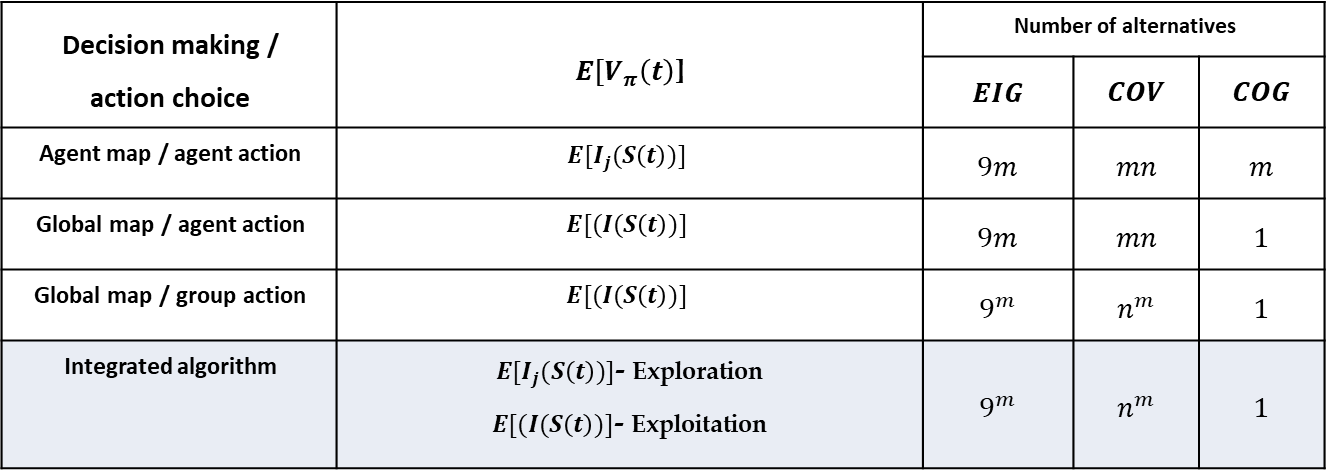 Decision making / action choice E[V_π(t)] Number of alternatives
EIG COV COG
Agent map / agent action E[I_j(S(t))] 9m mn m
Global map / agent action E[(I(S(t))] 9m mn 1
Global map / group action E[(I(S(t))] 9^m n^m 1
Integrated algorithm E[I_j(S(t))]- Exploration
E[(I(S(t))]- Exploitation 9^m n^m 1